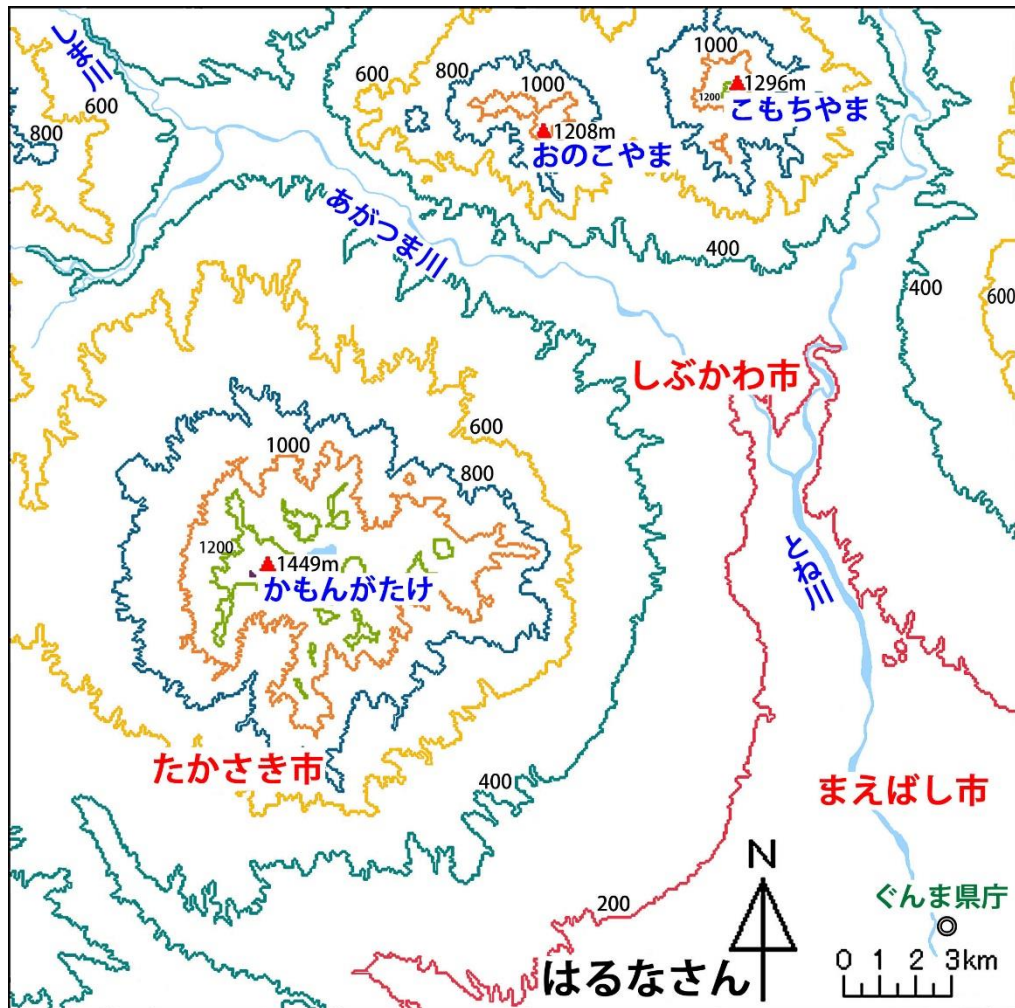 しま川
600
800
600
800
1000
1208m
おのこやま
1000
1200
1296m
こもちやま
あがつま川
400
400
600
しぶかわ市
600
1000
800
1200
1449m
かもんがたけ
とね川
たかさき市
400
まえばし市
200
N
はるなさん
ぐんま県庁
0 1 2 3km